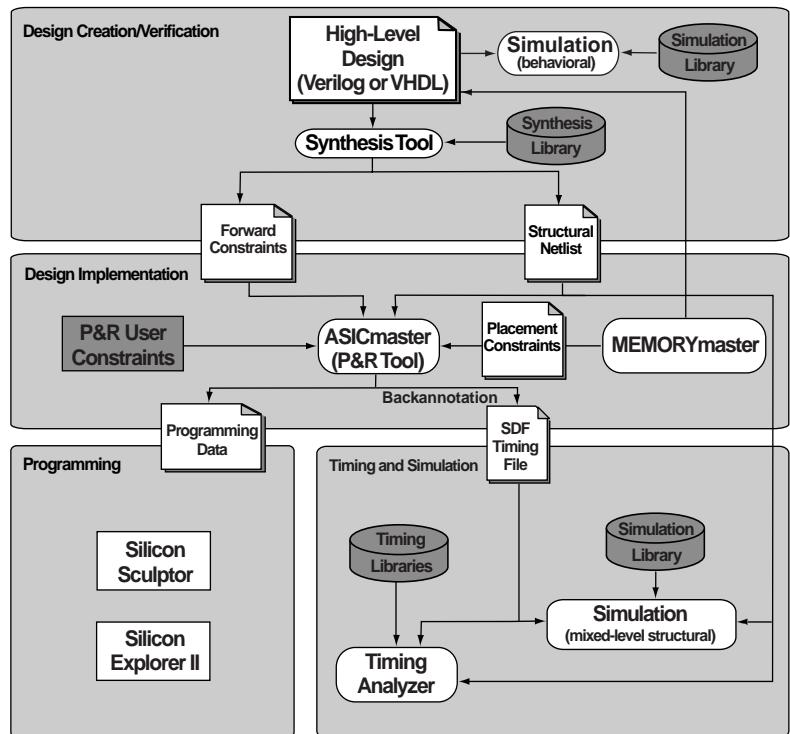 Design Creation/Verification
High-Level
Design
(Verilog or VHDL)
Simulation
(behavioral)
Simulation
Library
Synthesis Tool
Synthesis
Library
Forward
Constraints
Structural
Netlist
Design Implementation
P&R User
Constraints
ASICmaster
(P&R Tool)
Placement
Constraints
MEMORYmaster
Backannotation
Programming
Data
SDF
Timing
File
Programming
Silicon
Sculptor
Silicon
Explorer II
Timing and Simulation
Timing
Libraries
Simulation
Library
Simulation
(mixed-level structural)
Timing
Analyzer